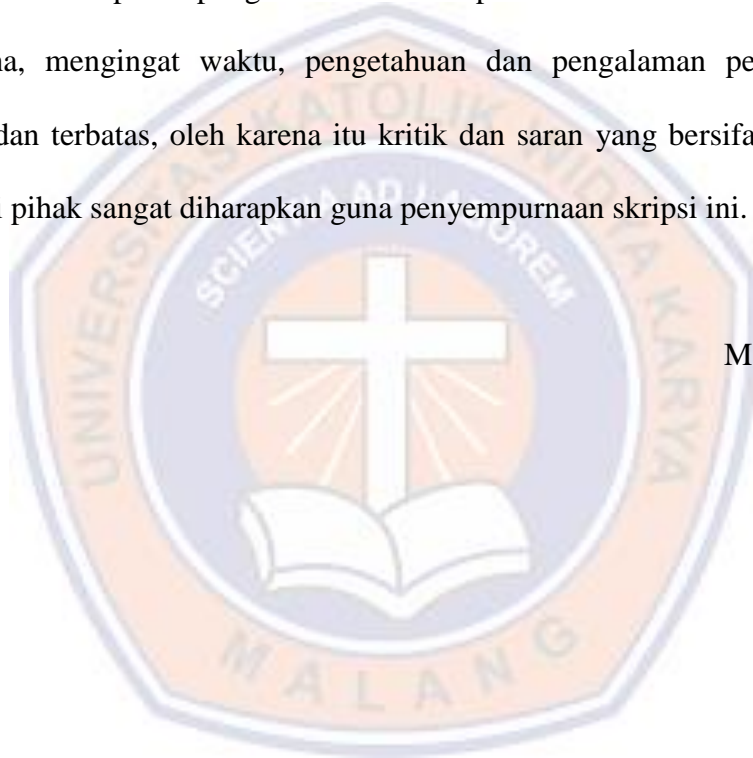 na, mengingat waktu, pengetahuan dan pengalaman pe
dan terbatas, oleh karena itu kritik dan saran yang bersifa
pihak sangat diharapkan guna penyempurnaan skripsi ini.
M
UNIVERSITAS KATOLIK WIDYA KARYA
SCIENTIA AD LABOREM
MALANG